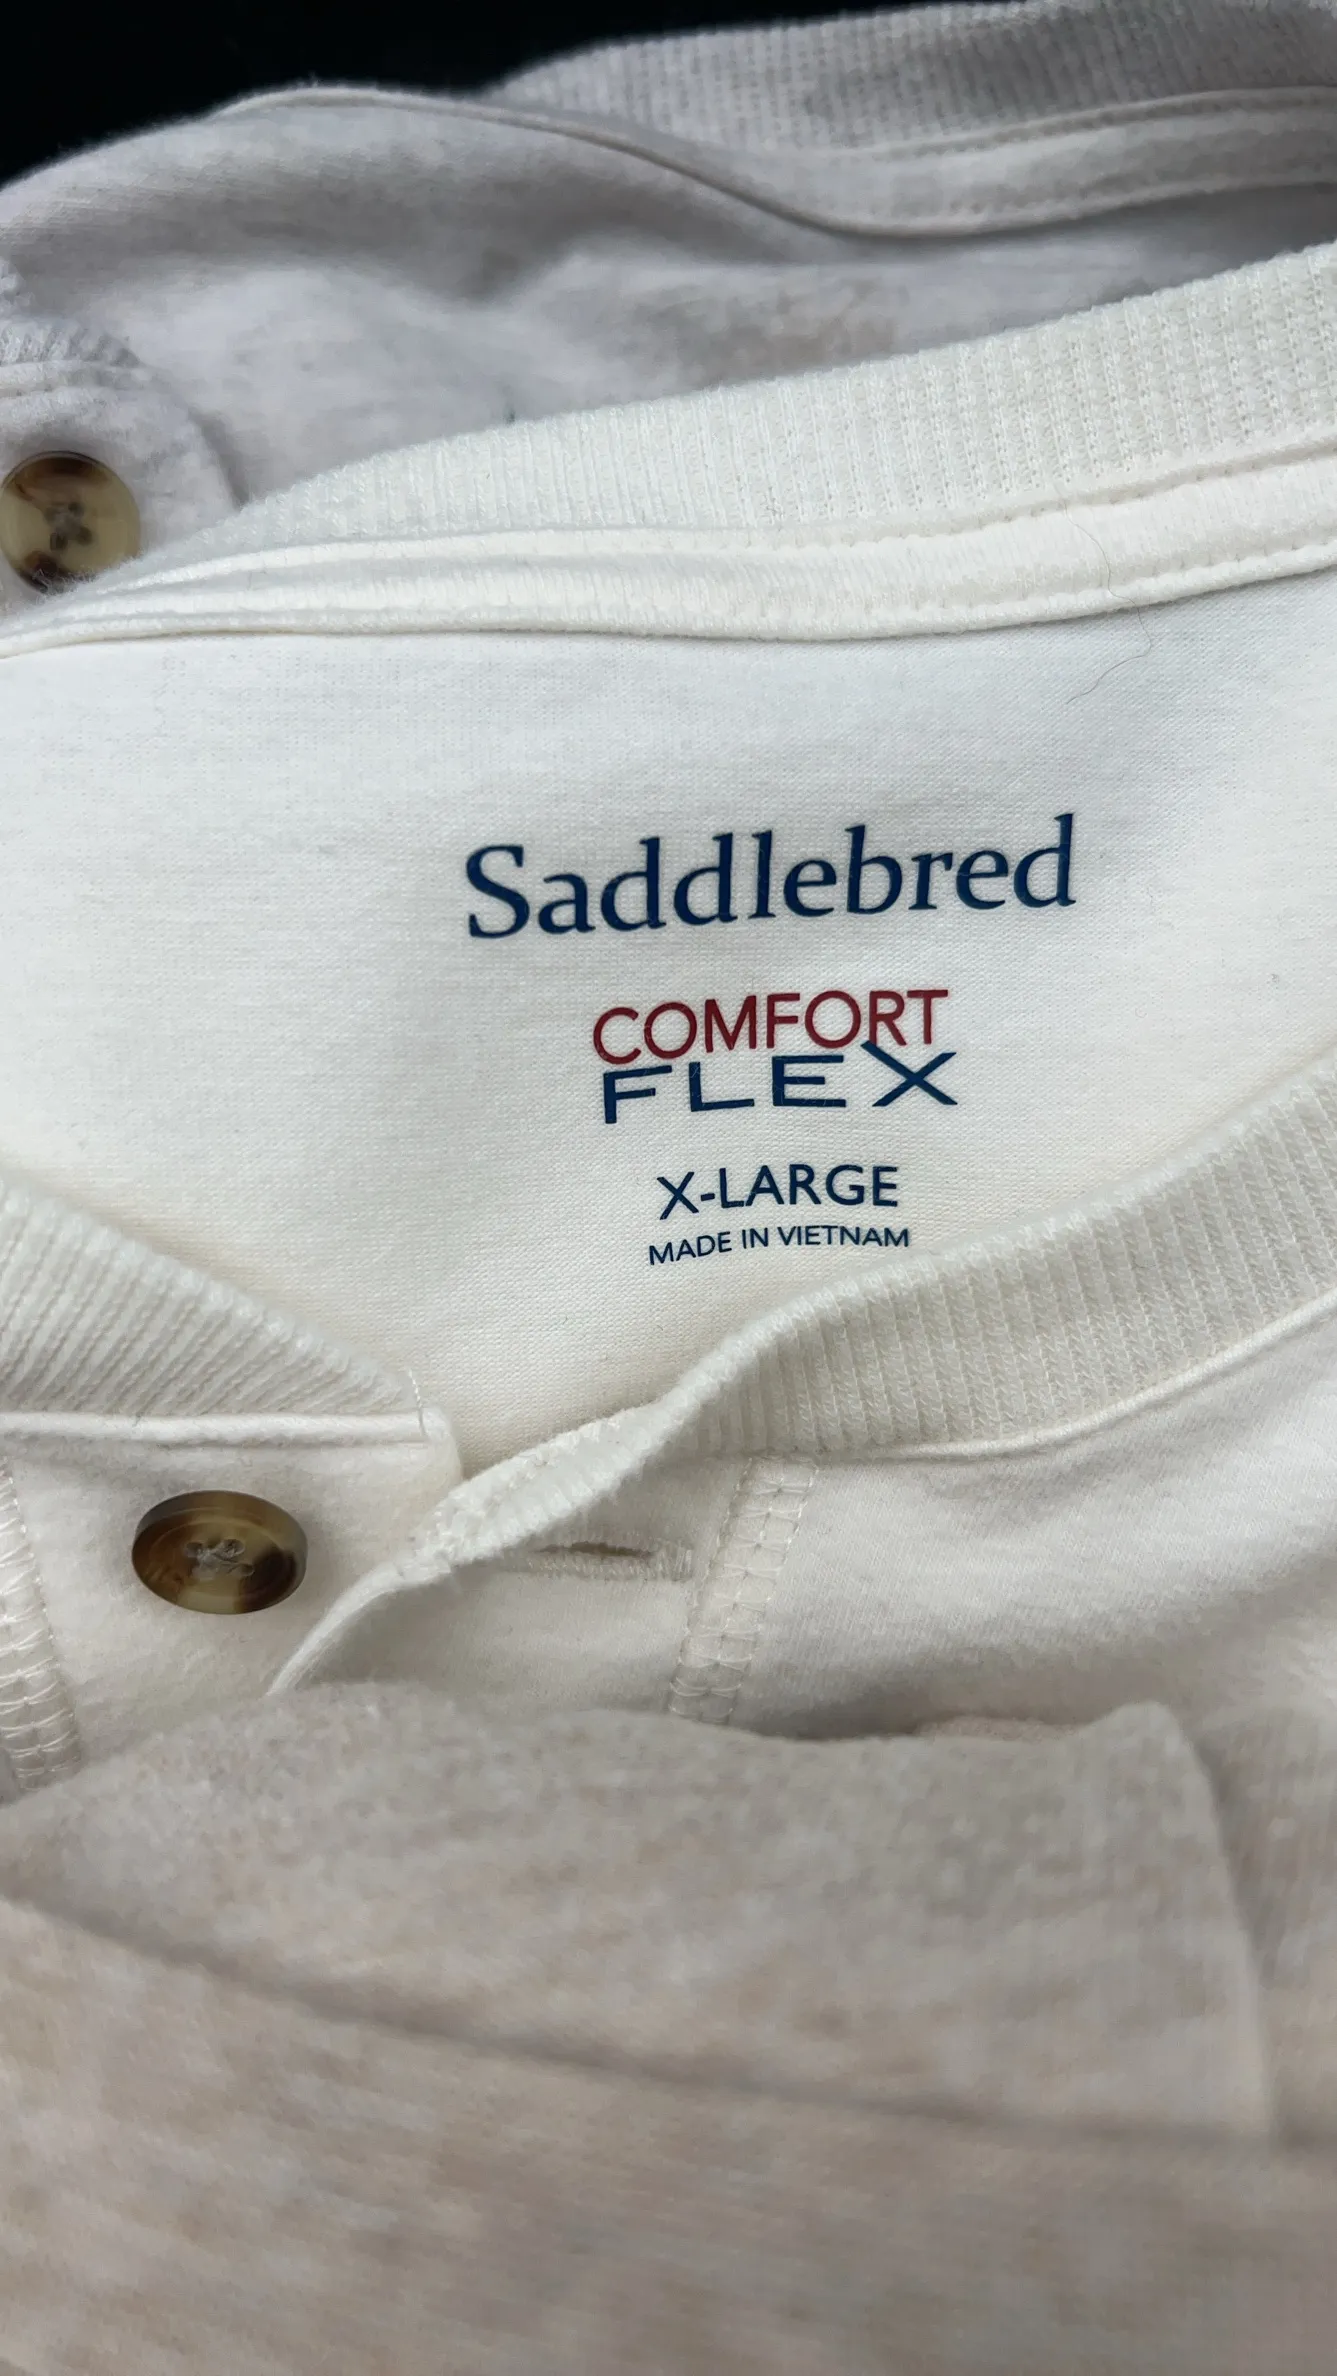 Saddlebred
COMFORT
FLEX
X-LARGE
MADE IN VIETNAM